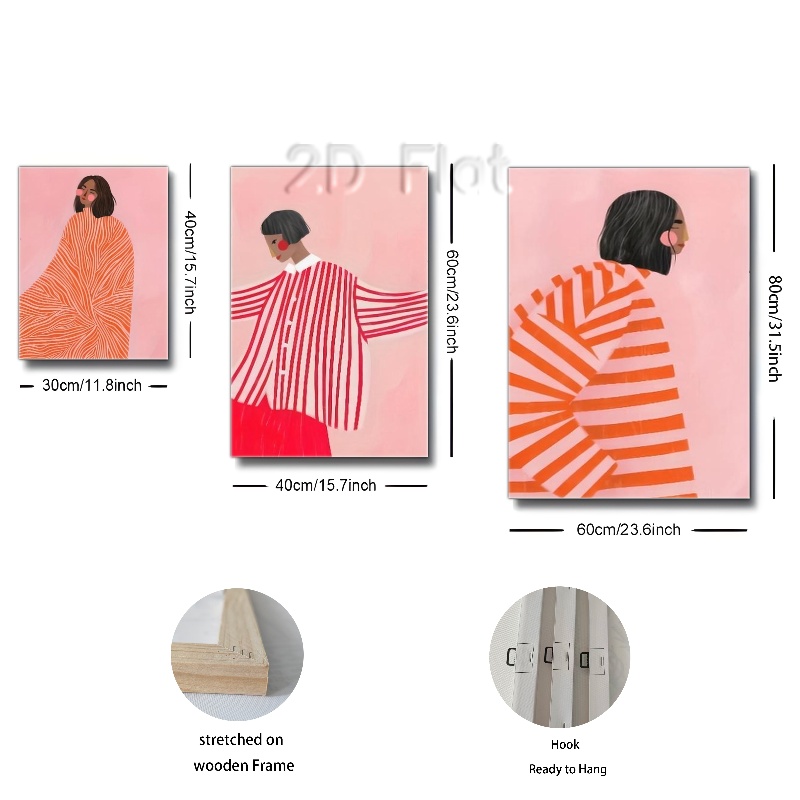 2D Flat
40cm/15.7inch
30cm/11.8inch
60cm/23.6inch
40cm/15.7inch
80cm/31.5inch
60cm/23.6inch
stretched on
wooden Frame
Hook
Ready to Hang